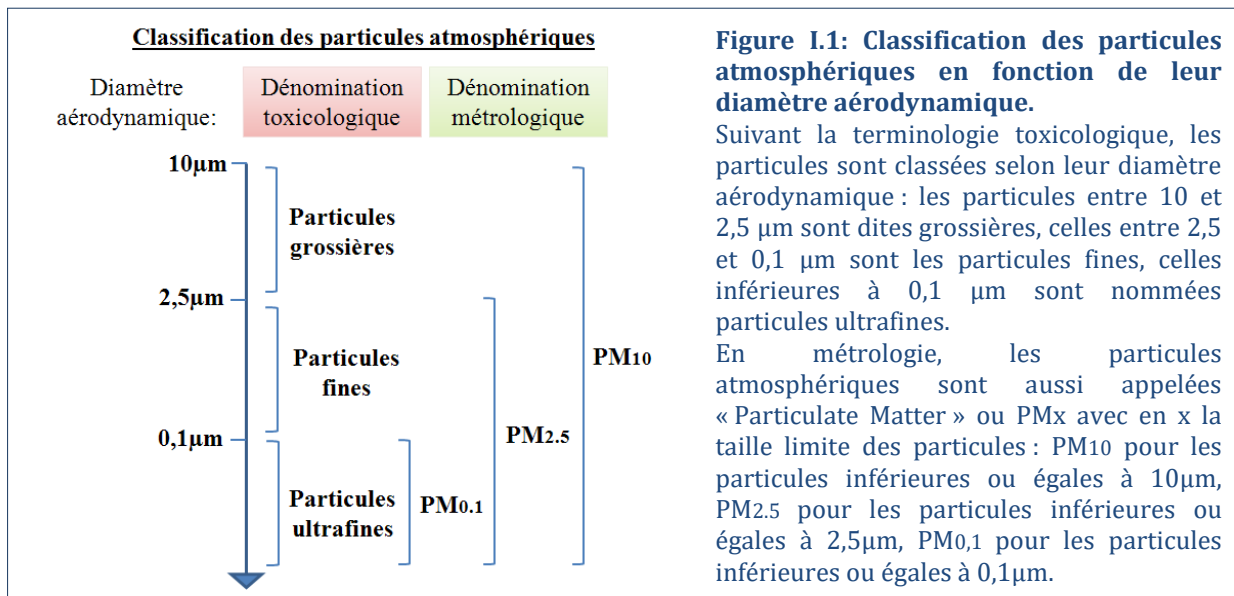 Classification des particules atmosphériques
Diamètre
aérodynamique:
Dénomination
toxicologique
Dénomination
métrologique
10µm
Particules
grossières
2,5µm
Particules
fines
PM10
0,1µm
PM2.5
Particules
ultrafines
PM0.1
Figure I.1: Classification des particules
atmosphériques en fonction de leur
diamètre aérodynamique.
Suivant la terminologie toxicologique, les
particules sont classées selon leur diamètre
aérodynamique : les particules entre 10 et
2,5 µm sont dites grossières, celles entre 2,5
et 0,1 µm sont les particules fines, celles
inférieures à 0,1 µm sont nommées
particules ultrafines.
En métrologie, les particules
atmosphériques sont aussi appelées
« Particulate Matter » ou PMx avec en x la
taille limite des particules : PM10 pour les
particules inférieures ou égales à 10µm,
PM2.5 pour les particules inférieures ou
égales à 2,5µm, PM0,1 pour les particules
inférieures ou égales à 0,1µm.